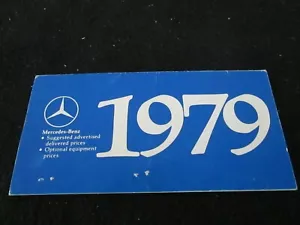 1979
Mercedes-Benz
• Suggested advertised
delivered prices
• Optional equipment
prices